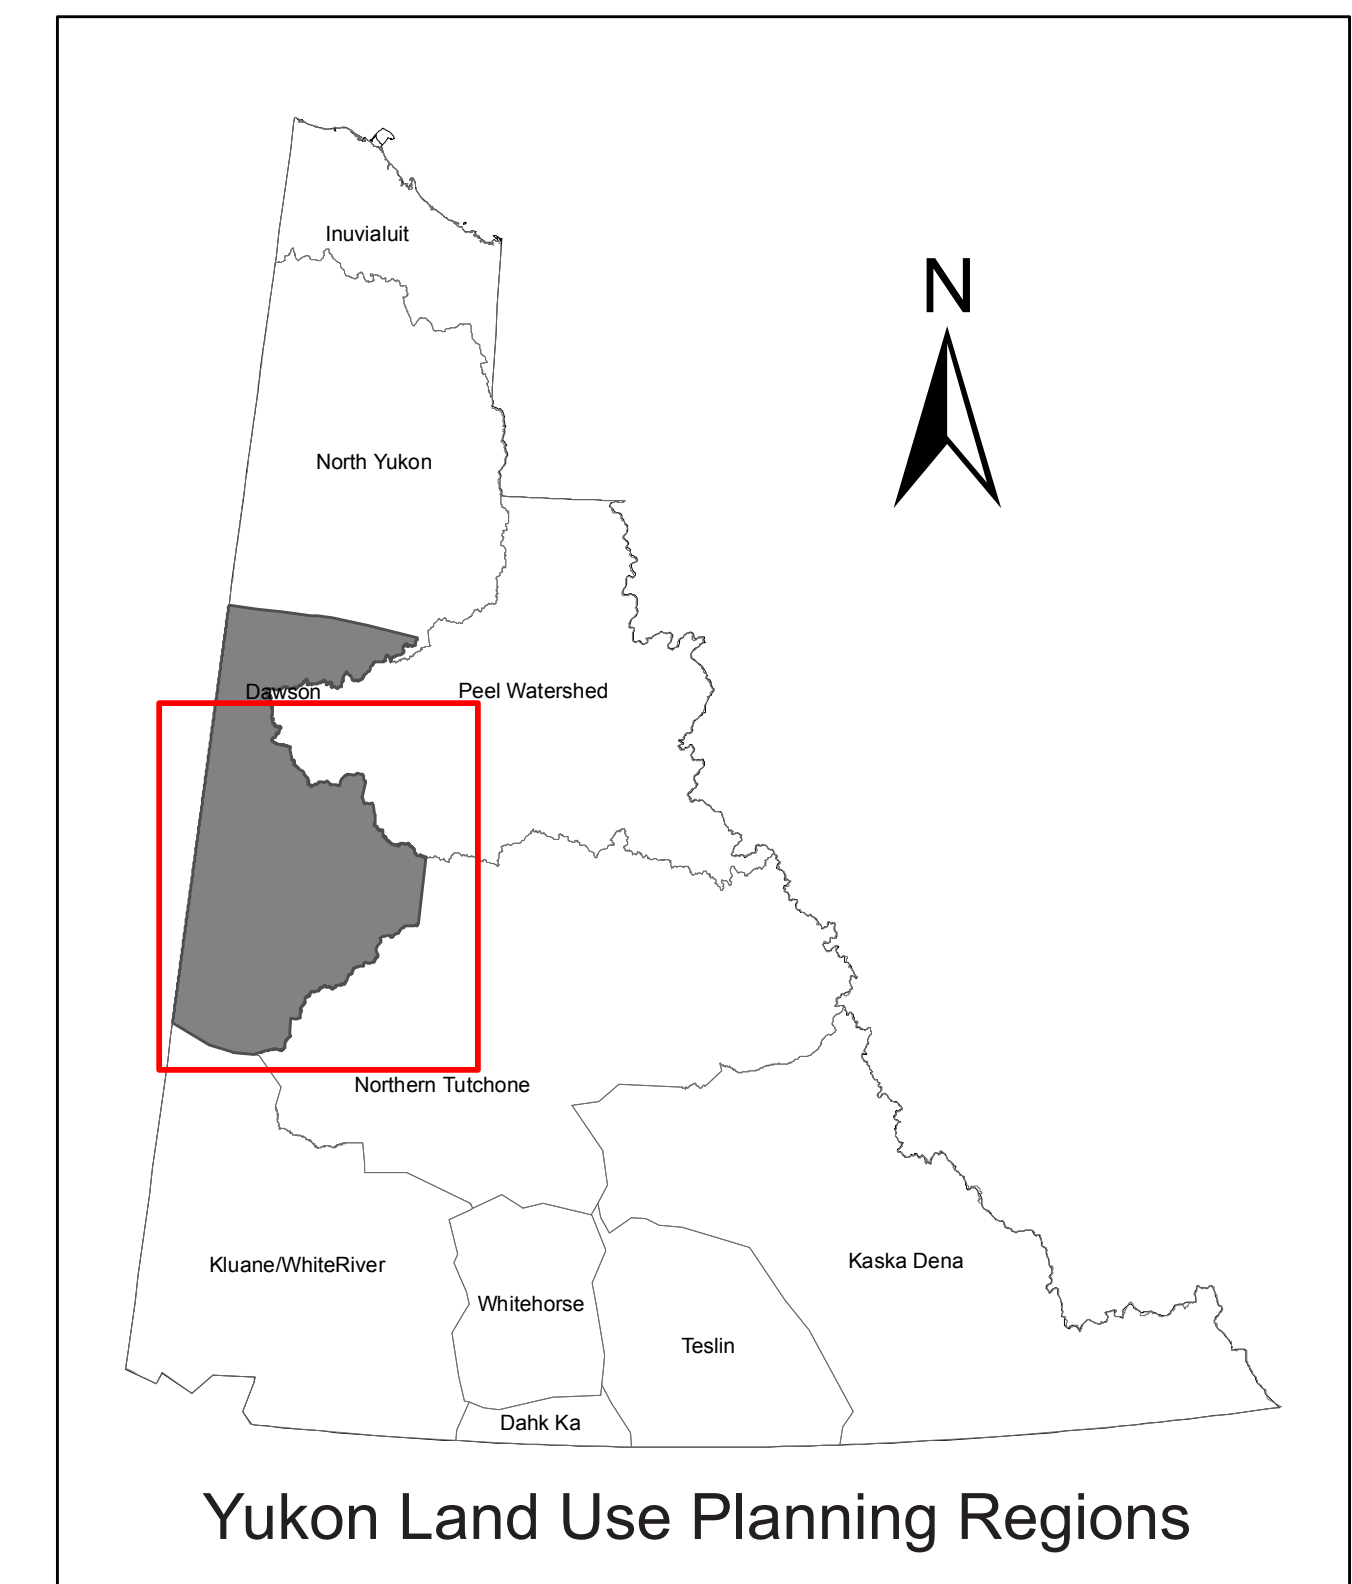 Inuvialuit
N
North Yukon
Dawson
Peel Watershed
Northern Tutchone
Kluane/WhiteRiver
Kaska Dena
Whitehorse
Teslin
Dahk Ka
Yukon Land Use Planning Regions